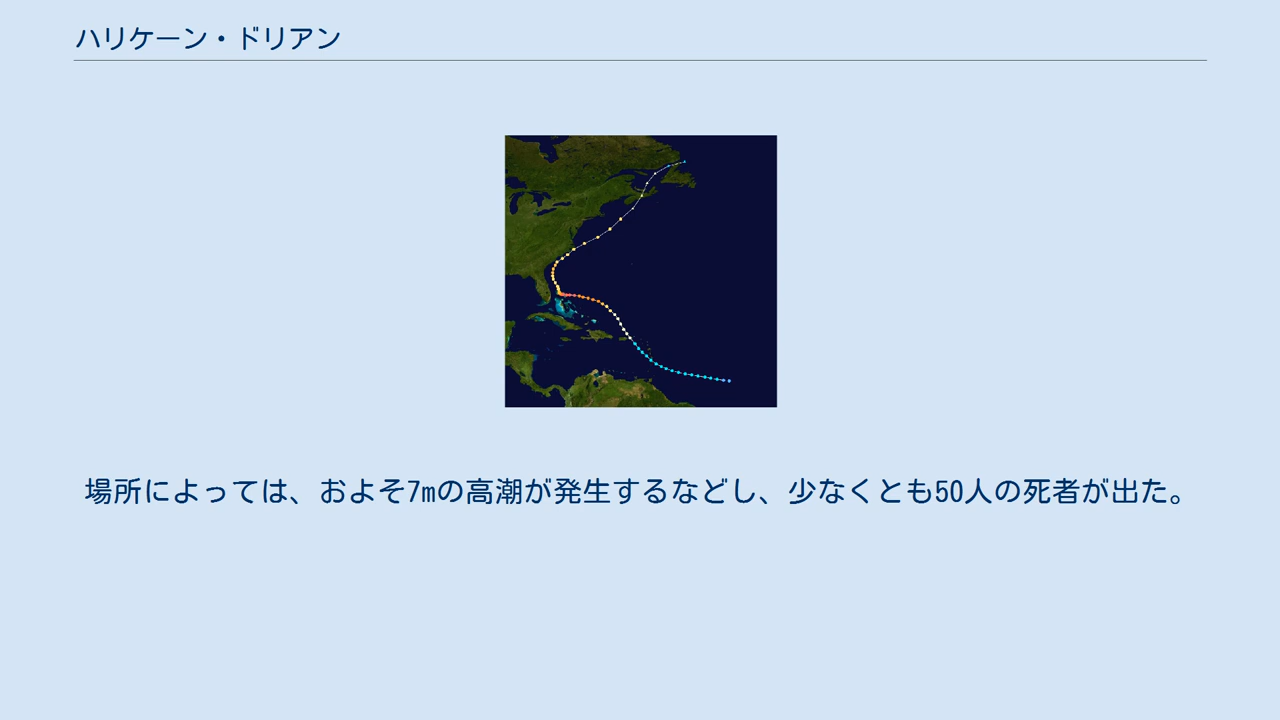 ハリケーン・ドリアン
場所によっては、およそ7mの高潮が発生するなどし、少なくとも50人の死者が出た。